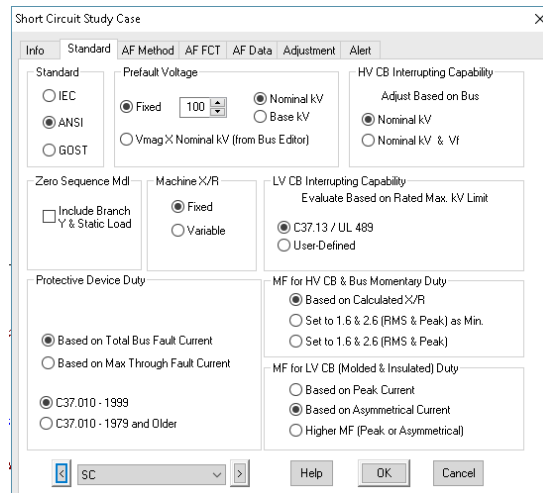 Short Circuit Study Case
Info Standard AF Method AF FCT AF Data Adjustment Alert
Standard
IEC
ANSI
GOST
Prefault Voltage
Fixed 100 Nominal kV
Base kV
Vmag X Nominal kV (from Bus Editor)
HV CB Interrupting Capability
Adjust Based on Bus
Nominal kV
Nominal kV & Vf
Zero Sequence Mdl
Include Branch
Y & Static Load
Machine X/R
Fixed
Variable
LV CB Interrupting Capability
Evaluate Based on Rated Max. kV Limit
C37.13 / UL 489
User-Defined
Protective Device Duty
Based on Total Bus Fault Current
Based on Max Through Fault Current
C37.010 - 1999
C37.010 - 1979 and Older
MF for HV CB & Bus Momentary Duty
Based on Calculated X/R
Set to 1.6 & 2.6 (RMS & Peak) as Min.
Set to 1.6 & 2.6 (RMS & Peak)
MF for LV CB (Molded & Insulated) Duty
Based on Peak Current
Based on Asymmetrical Current
Higher MF (Peak or Asymmetrical)
< SC > Help OK Cancel